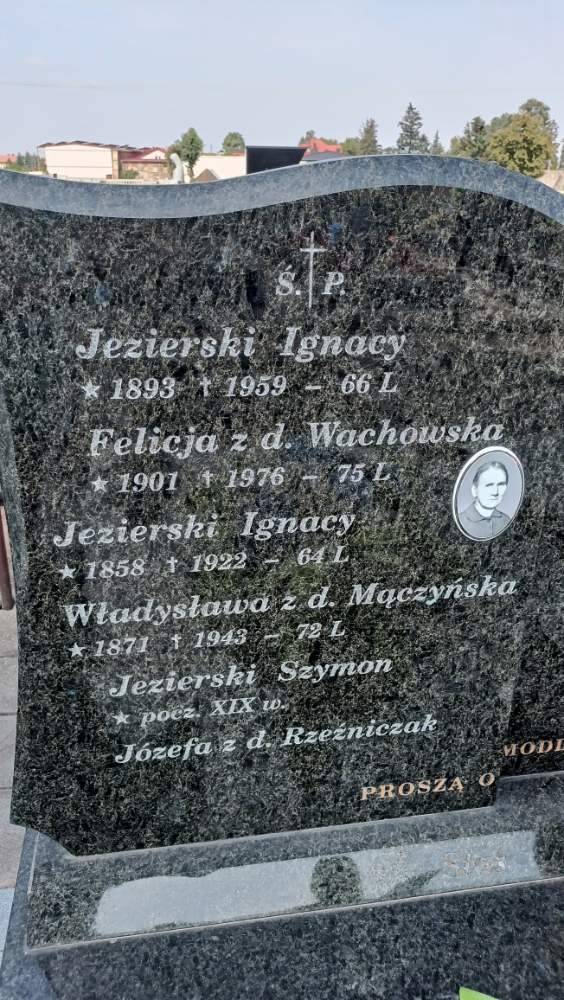 Ś. P.
Jezierski Ignacy
★ 1893 † 1959 – 66 L
Felicja z d. Wachowska
★ 1901 † 1976 – 75 L
Jezierski Ignacy
★ 1858 † 1922 – 64 L
Władysława z d. Mączyńska
★ 1871 † 1943 – 72 L
Jezierski Szymon
★ pocz. XIX w.
Józefa z d. Rzeźniczak
PROSZĄ O MODL